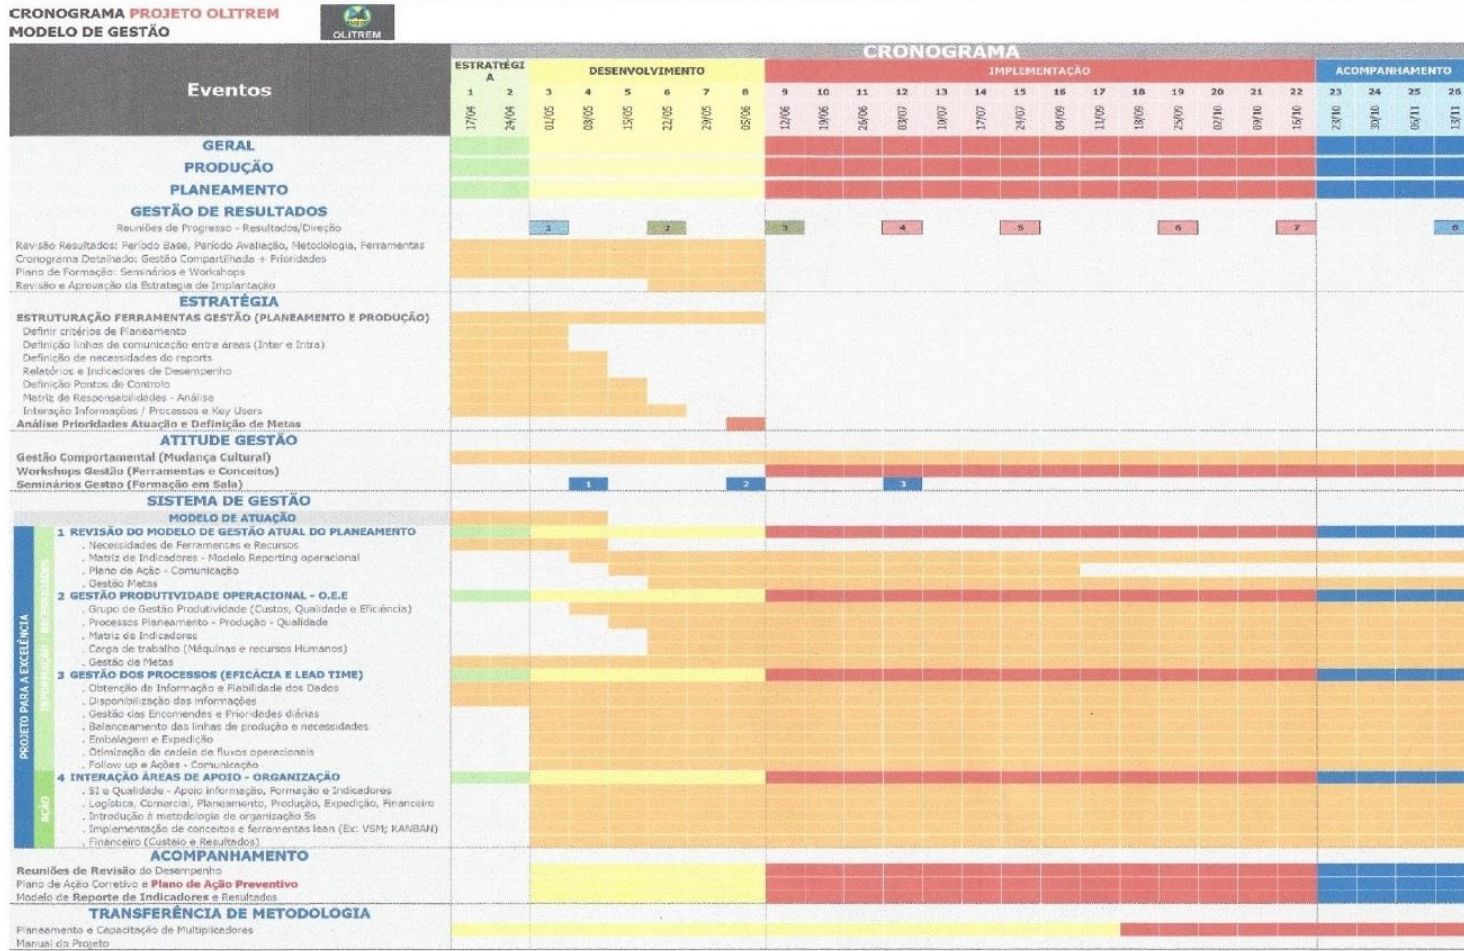 CRONOGRAMA PROJETO OLITREM
MODELO DE GESTÃO
OLITREM
CRONOGRAMA
Eventos
ESTRATÉGIA
DESENVOLVIMENTO
IMPLEMENTAÇÃO
ACOMPANHAMENTO
1 2 3 4 5 6 7 8 9 10 11 12 13 14 15 16 17 18 19 20 21 22 23 24 25 26
17/04 24/04 01/05 08/05 15/05 22/05 29/05 05/06 12/06 19/06 26/06 03/07 10/07 17/07 24/07 04/09 11/09 18/09 25/09 02/10 09/10 16/10 23/10 30/10 06/11 13/11
GERAL
PRODUÇÃO
PLANEAMENTO
GESTÃO DE RESULTADOS
Reuniões de Progresso - Resultados/Direção 1 2 3 4 5 6 7 8
Revisão Resultados: Período Base, Período Avaliação, Metodologia, Ferramentas
Cronograma Detalhado: Gestão Compartilhada + Prioridades
Plano de Formação: Seminários e Workshops
Revisão e Aprovação da Estrategia de Implantação
ESTRATÉGIA
ESTRUTURAÇÃO FERRAMENTAS GESTÃO (PLANEAMENTO E PRODUÇÃO)
Definir critérios de Planeamento
Definição linhas de comunicação entre áreas (Inter e Intra)
Definição de necessidades de reports
Relatórios e Indicadores de Desempenho
Definição Pontos de Controlo
Matriz de Responsabilidades - Análise
Interação Informações / Processos e Key Users
Análise Prioridades Atuação e Definição de Metas
ATITUDE GESTÃO
Gestão Comportamental (Mudança Cultural)
Workshops Gestão (Ferramentas e Conceitos)
Seminários Gestao (Formação em Sala) 1 2 3
SISTEMA DE GESTÃO
MODELO DE ATUAÇÃO
PROJETO PARA A EXCELÊNCIA
INFORMAÇÃO / NECESSIDADES
1 REVISÃO DO MODELO DE GESTÃO ATUAL DO PLANEAMENTO
. Necessidades de Ferramentas e Recursos
. Matriz de Indicadores - Modelo Reporting operacional
. Plano de Ação - Comunicação
. Gestão Metas
2 GESTÃO PRODUTIVIDADE OPERACIONAL - O.E.E
. Grupo de Gestão Produtividade (Custos, Qualidade e Eficiência)
. Processos Planeamento - Produção - Qualidade
. Matriz de Indicadores
. Carga de trabalho (Máquinas e recursos Humanos)
. Gestão de Metas
3 GESTÃO DOS PROCESSOS (EFICÁCIA E LEAD TIME)
. Obtenção de Informação e Fiabilidade dos Dados
. Disponibilização das informações
. Gestão das Encomendas e Prioridades diárias
. Balanceamento das linhas de produção e necessidades
. Embalagem e Expedição
. Otimização da cadeia de fluxos operacionais
. Follow up e Ações - Comunicação
AÇÃO
4 INTERAÇÃO ÁREAS DE APOIO - ORGANIZAÇÃO
. SI e Qualidade - Apoio informação, Formação e Indicadores
. Logística, Comercial, Planeamento, Produção, Expedição, Financeiro
. Introdução à metodologia de organização 5s
. Implementação de conceitos e ferramentas lean (Ex: VSM; KANBAN)
. Financeiro (Custeio e Resultados)
ACOMPANHAMENTO
Reuniões de Revisão do Desempenho
Plano de Ação Corretivo e Plano de Ação Preventivo
Modelo de Reporte de Indicadores e Resultados
TRANSFERÊNCIA DE METODOLOGIA
Planeamento e Capacitação de Multiplicadores
Manual do Projeto